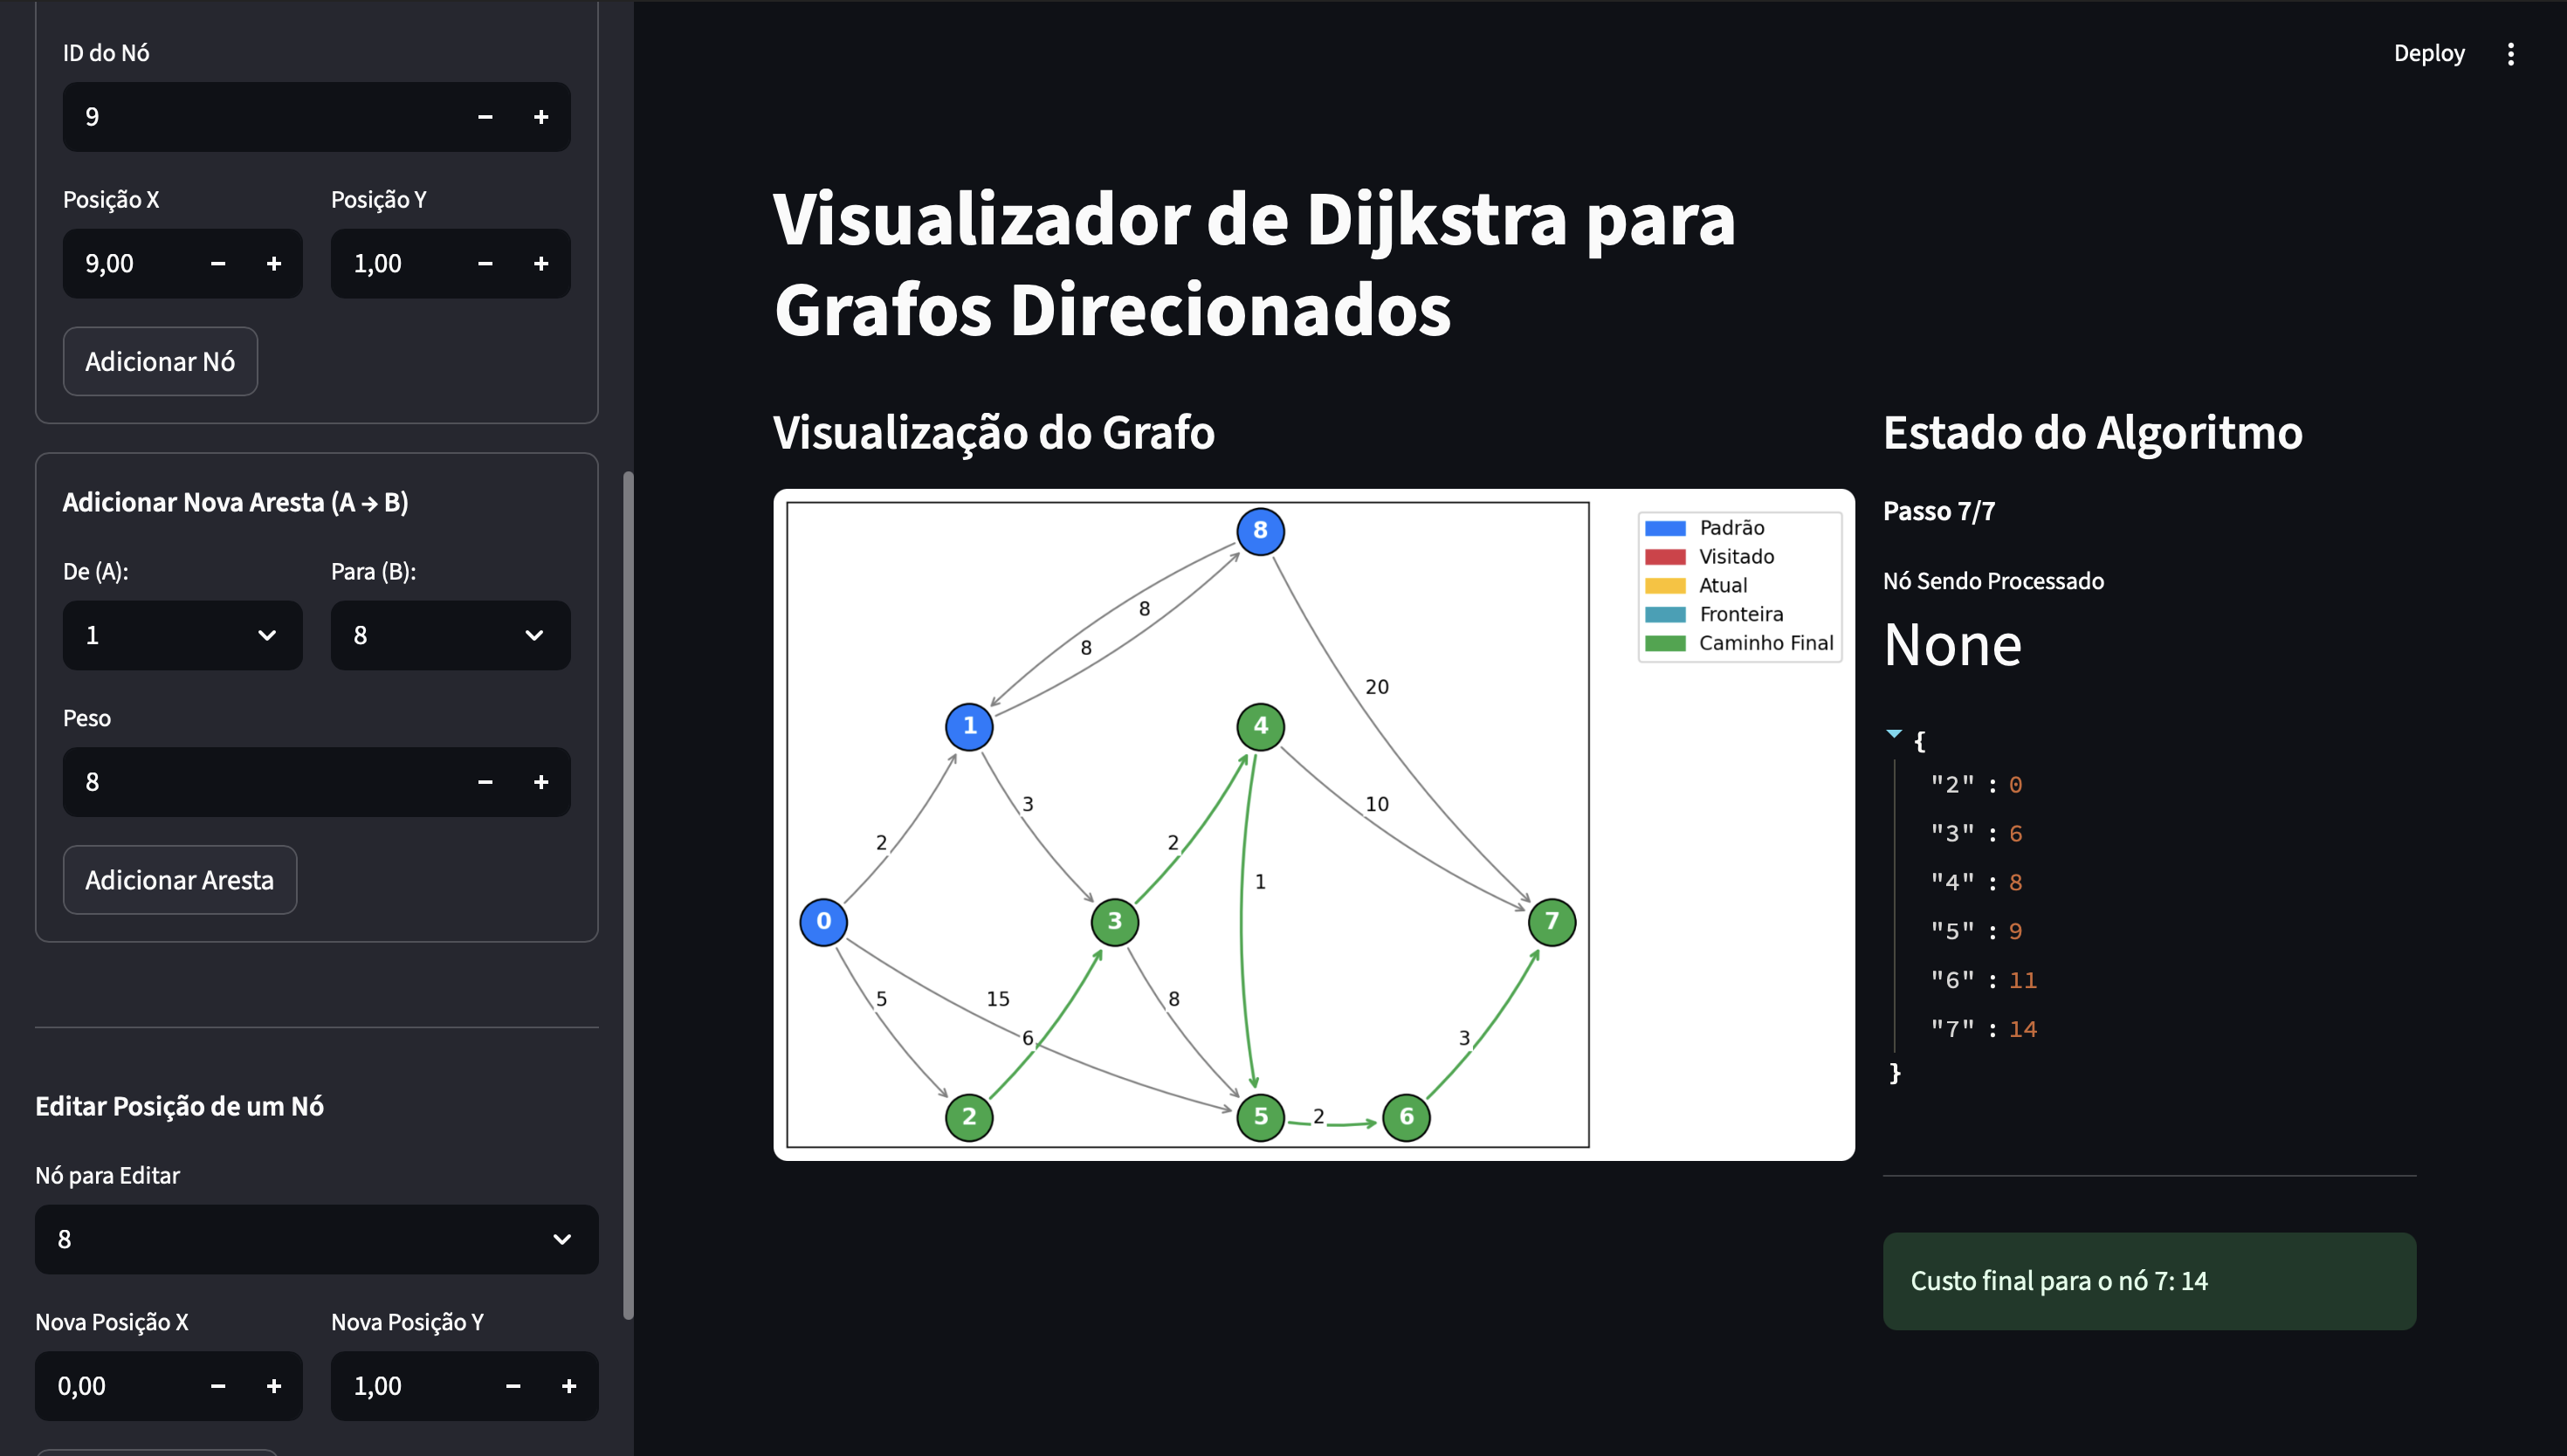 ID do Nó
9
Posição X
Posição Y
9,00
1,00
Adicionar Nó
Adicionar Nova Aresta (A → B)
De (A):
Para (B):
1
8
Peso
8
Adicionar Aresta
Editar Posição de um Nó
Nó para Editar
8
Nova Posição X
Nova Posição Y
0,00
1,00
Deploy
Visualizador de Dijkstra para
Grafos Direcionados
Visualização do Grafo
8
8
8
20
1
4
3
10
2
2
1
0
3
7
5
15
8
6
3
2
5
2
6
Padrão
Visitado
Atual
Fronteira
Caminho Final
Estado do Algoritmo
Passo 7/7
Nó Sendo Processado
None
{
"2" : 0
"3" : 6
"4" : 8
"5" : 9
"6" : 11
"7" : 14
}
Custo final para o nó 7: 14